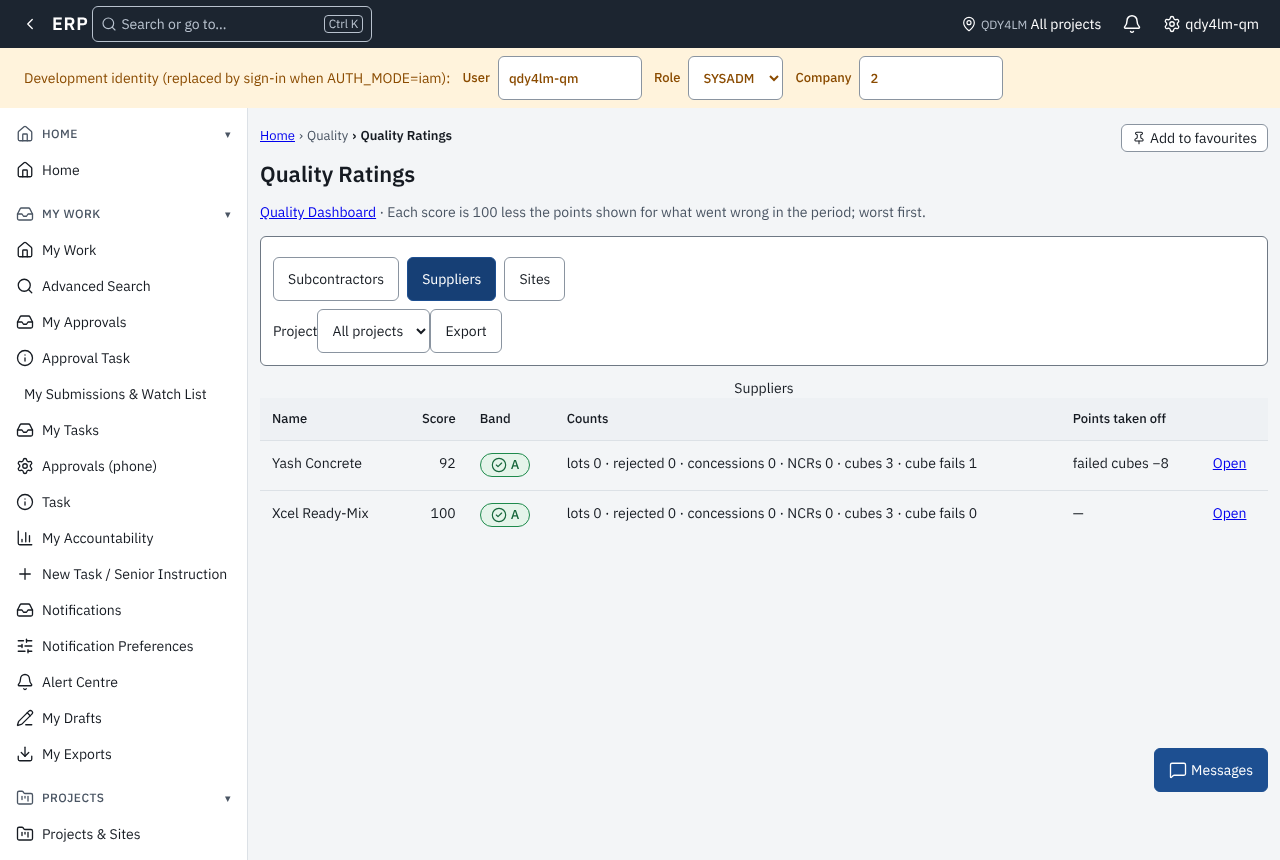 ERP
Search or go to...
Ctrl K
QDY4LM All projects
qdy4lm-qm
Development identity (replaced by sign-in when AUTH_MODE=iam):
User
qdy4lm-qm
Role
SYSADM
Company
2
HOME
Home
MY WORK
My Work
Advanced Search
My Approvals
Approval Task
My Submissions & Watch List
My Tasks
Approvals (phone)
Task
My Accountability
New Task / Senior Instruction
Notifications
Notification Preferences
Alert Centre
My Drafts
My Exports
PROJECTS
Projects & Sites
Home › Quality › Quality Ratings
Add to favourites
Quality Ratings
Quality Dashboard · Each score is 100 less the points shown for what went wrong in the period; worst first.
Subcontractors
Suppliers
Sites
Project
All projects
Export
Suppliers
Name Score Band Counts Points taken off
Yash Concrete 92 A lots 0 · rejected 0 · concessions 0 · NCRs 0 · cubes 3 · cube fails 1 failed cubes −8 Open
Xcel Ready-Mix 100 A lots 0 · rejected 0 · concessions 0 · NCRs 0 · cubes 3 · cube fails 0 — Open
Messages